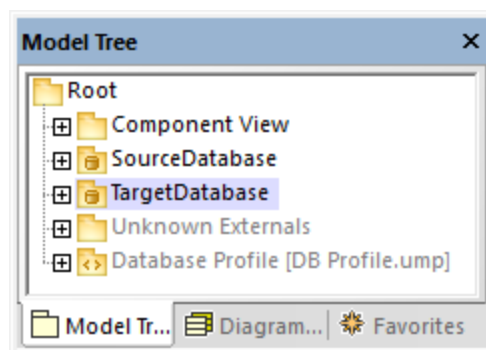 Model Tree
Root
Component View
SourceDatabase
TargetDatabase
Unknown Externals
Database Profile [DB Profile.ump]
Model Tr... Diagram... Favorites